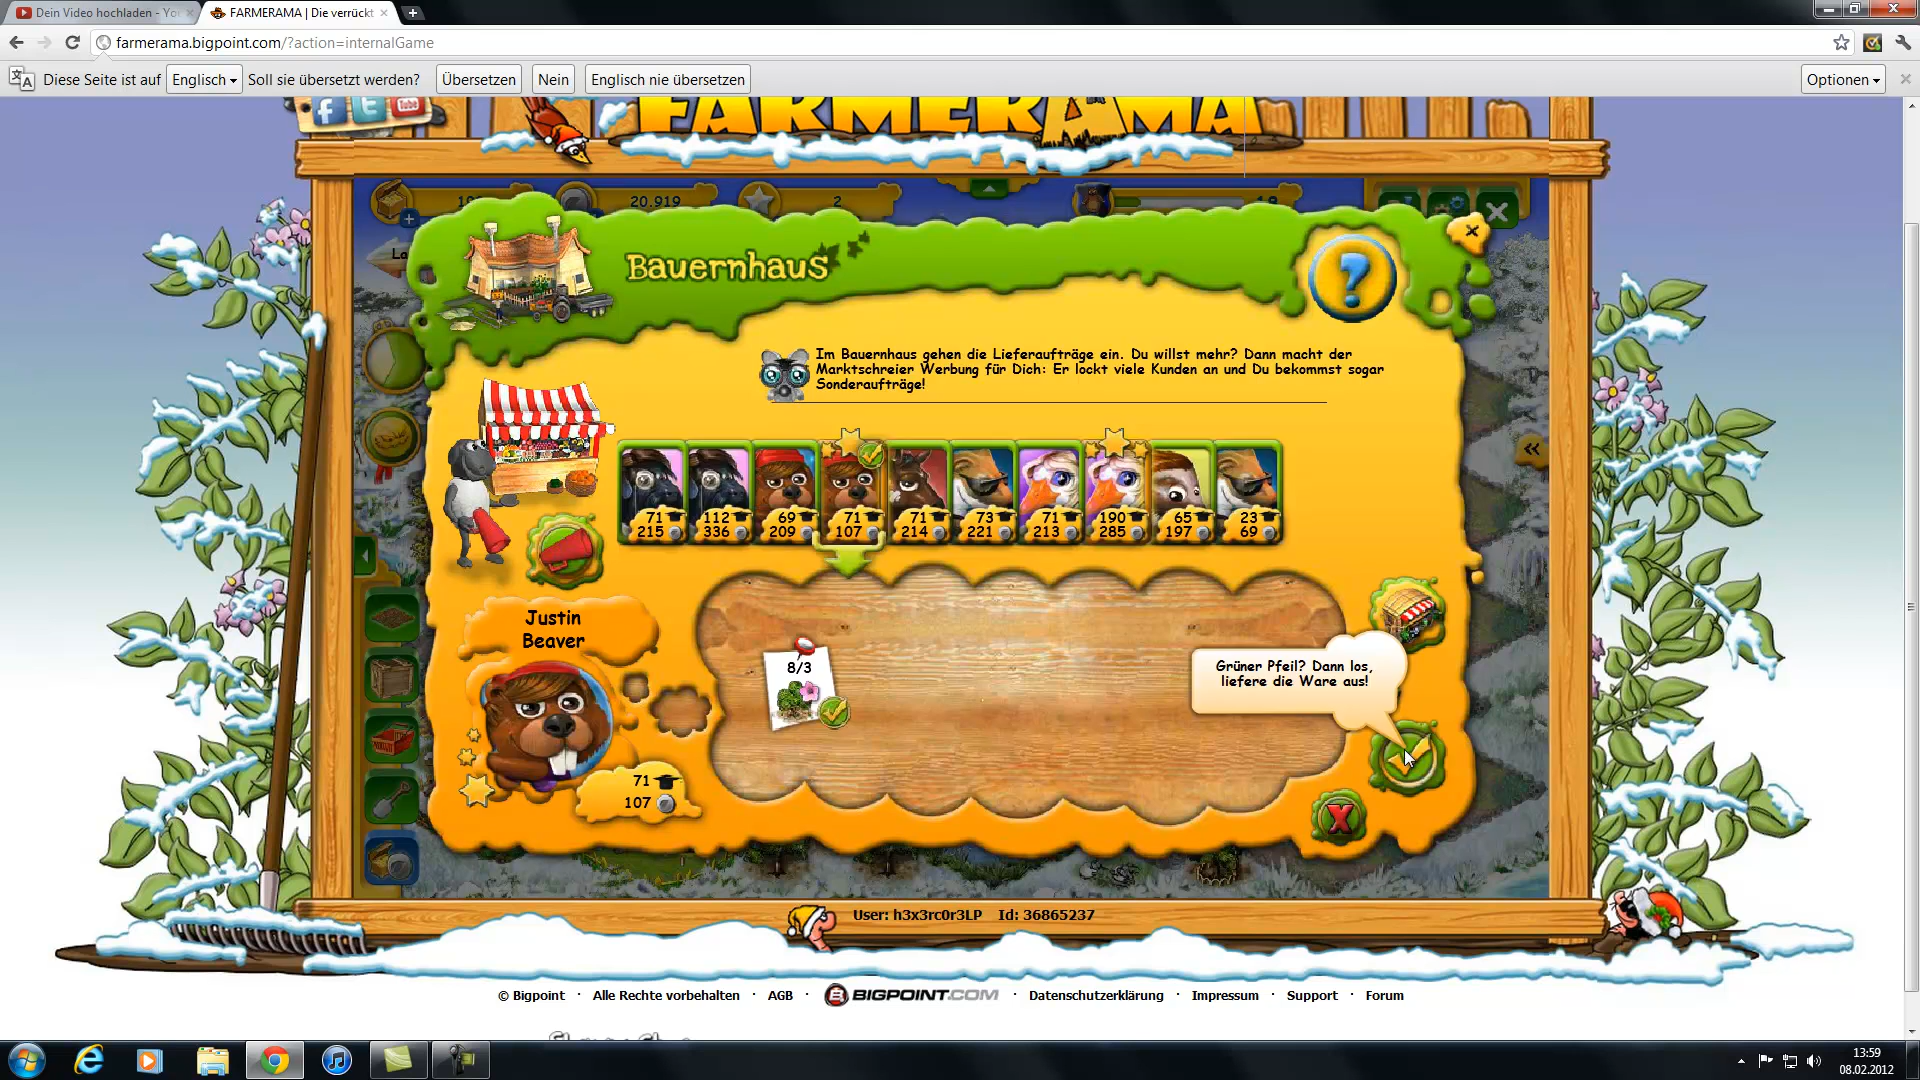 Dein Video hochladen - Yo
FARMERAMA | Die verrückt
farmerama.bigpoint.com/?action=internalGame
Diese Seite ist auf Englisch Soll sie übersetzt werden? Übersetzen Nein Englisch nie übersetzen Optionen
You Tube
FARMERAMA
20.919
2
Bauernhaus
?
Im Bauernhaus gehen die Lieferaufträge ein. Du willst mehr? Dann macht der
Marktschreier Werbung für Dich: Er lockt viele Kunden an und Du bekommst sogar
Sonderaufträge!
71 112 69 71 71 73 71 190 65 23
215 336 209 107 214 221 213 285 197 69
Justin
Beaver
8/3
Grüner Pfeil? Dann los,
liefere die Ware aus!
71
107
X
User: h3x3rc0r3LP Id: 36865237
© Bigpoint · Alle Rechte vorbehalten · AGB · BIGPOINT.COM · Datenschutzerklärung · Impressum · Support · Forum
13:59
08.02.2012